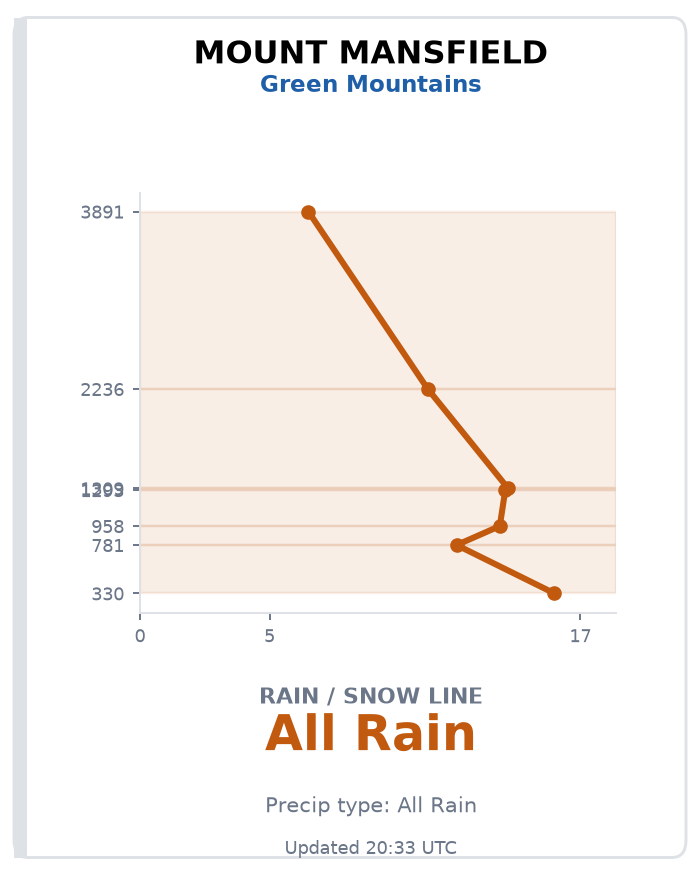 MOUNT MANSFIELD
Green Mountains
3891
2236
958
781
330
0 5 17
RAIN / SNOW LINE
All Rain
Precip type: All Rain
Updated 20:33 UTC